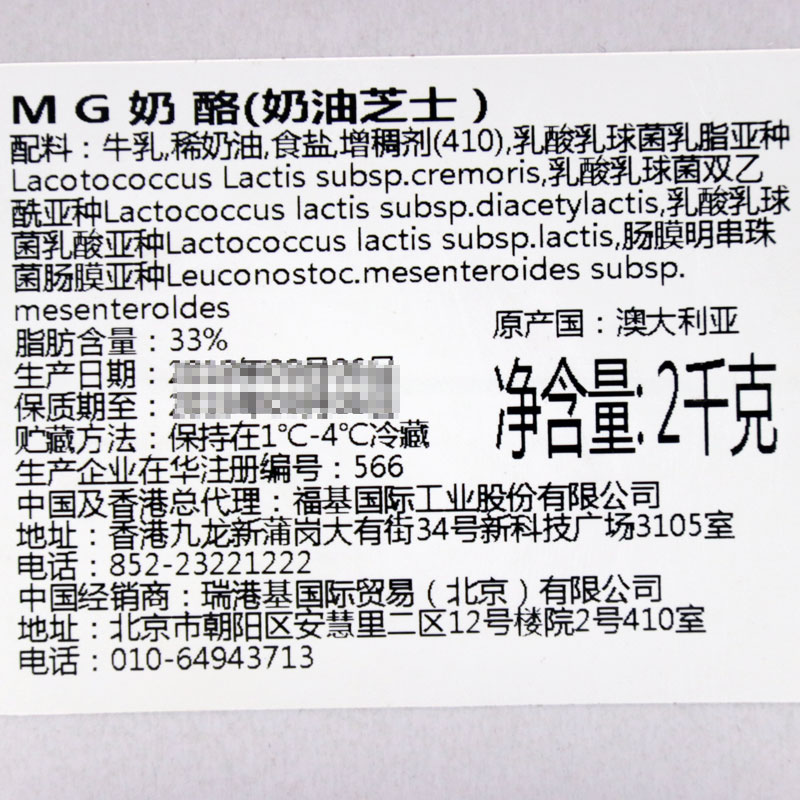 MG奶 酪(奶油芝士)
配料：牛乳,稀奶油,食盐,增稠剂(410),乳酸乳球菌乳脂亚种
Lacotococcus Lactis subsp.cremoris,乳酸乳球菌双乙
酰亚种Lactococcus lactis subsp.diacetylactis,乳酸乳球
菌乳酸亚种Lactococcus lactis subsp.lactis,肠膜明串珠
菌肠膜亚种Leuconostoc.mesenteroides subsp.
mesenteroldes
脂肪含量：33%
原产国：澳大利亚
生产日期：
保质期至：
净含量:2千克
贮藏方法：保持在1℃-4℃冷藏
生产企业在华注册编号：566
中国及香港总代理：福基国际工业股份有限公司
地址：香港九龙新蒲岗大有街34号新科技广场3105室
电话：852-23221222
中国经销商：瑞港基国际贸易（北京）有限公司
地址：北京市朝阳区安慧里二区12号楼院2号410室
电话：010-64943713